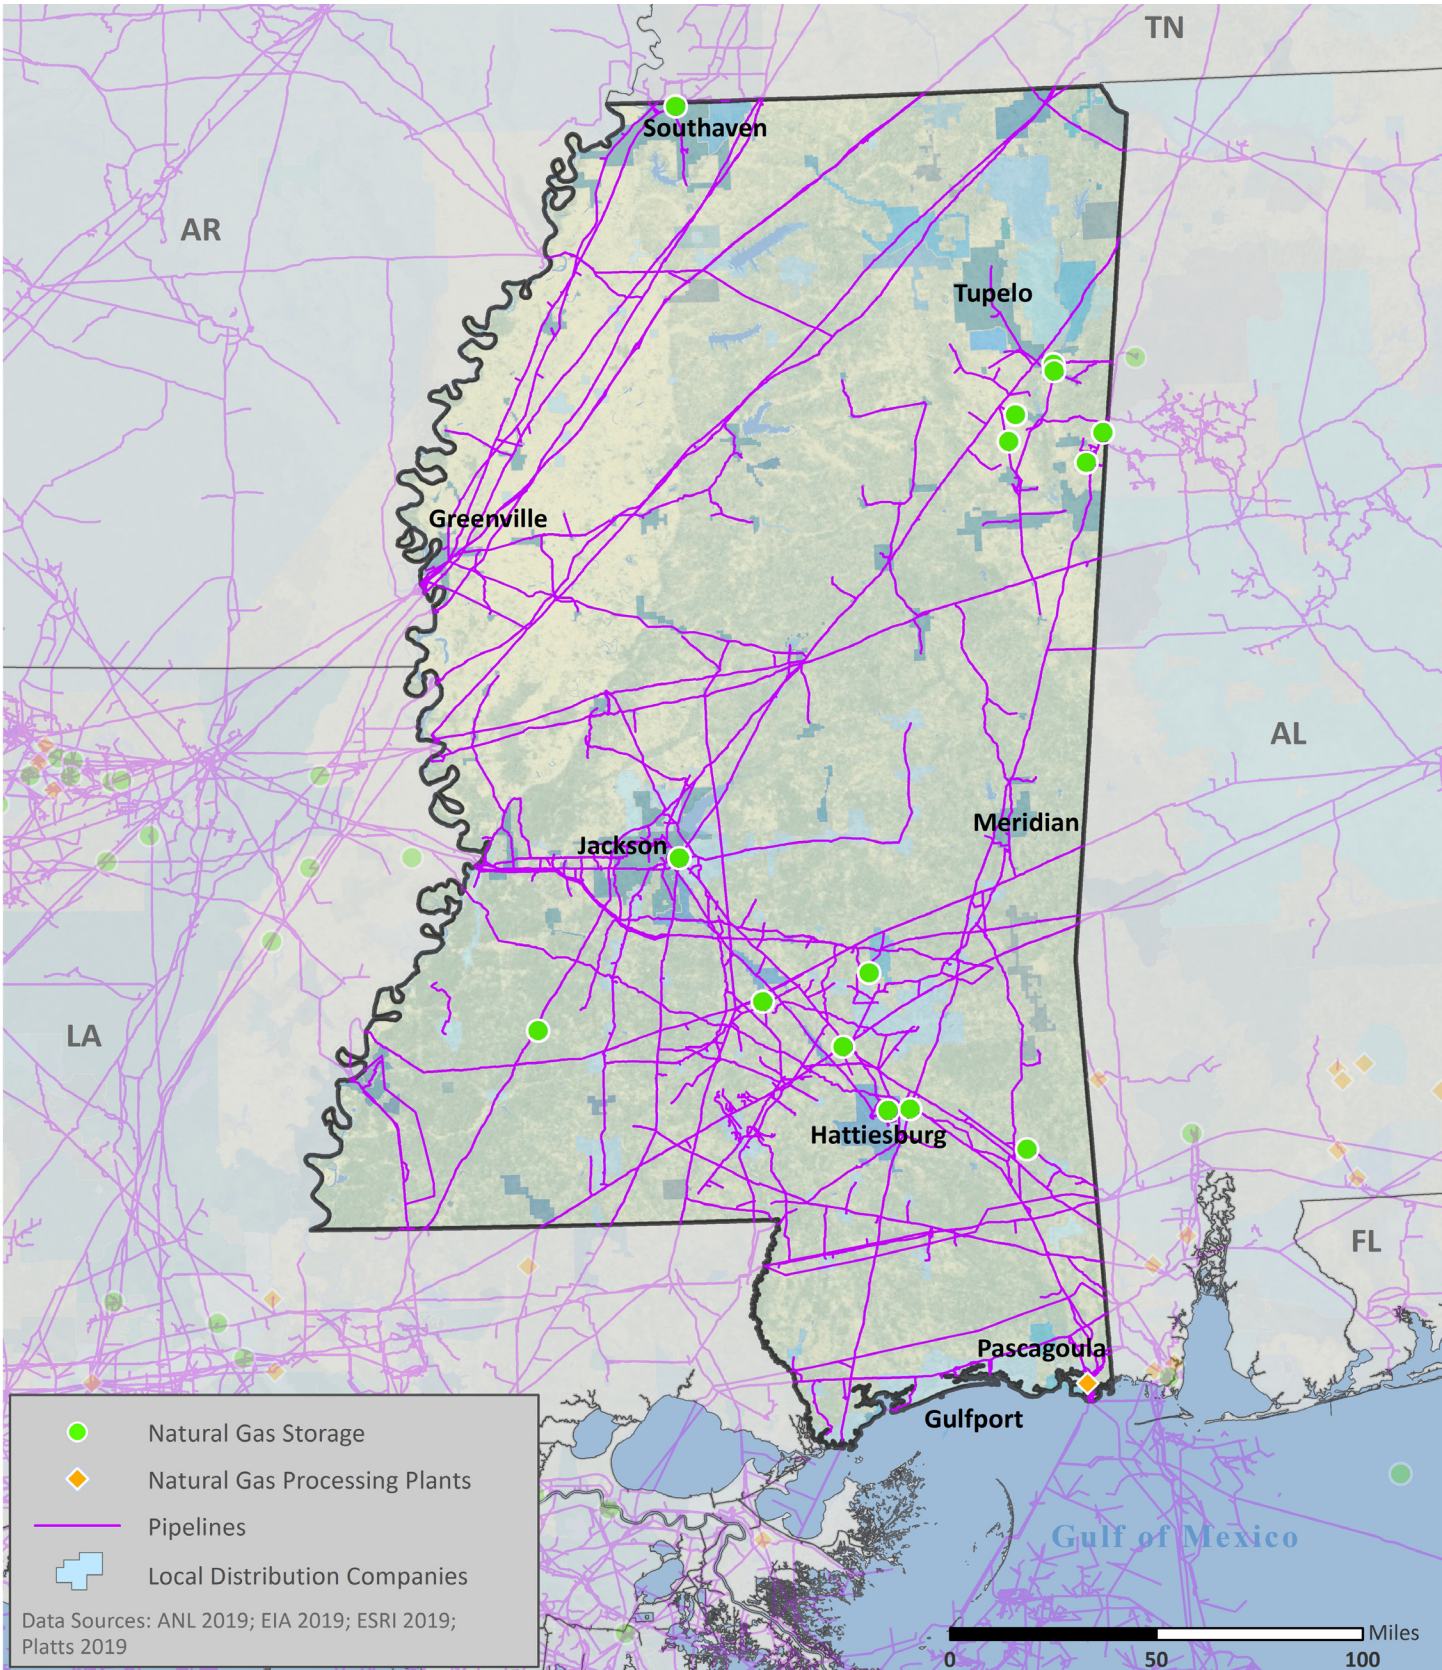 TN
Southaven
AR
Tupelo
Greenville
AL
Meridian
Jackson
LA
Hattiesburg
FL
Pascagoula
Gulfport
Natural Gas Storage
Natural Gas Processing Plants
Pipelines
Local Distribution Companies
Data Sources: ANL 2019; EIA 2019; ESRI 2019;
Platts 2019
Gulf of Mexico
Miles
0 50 100